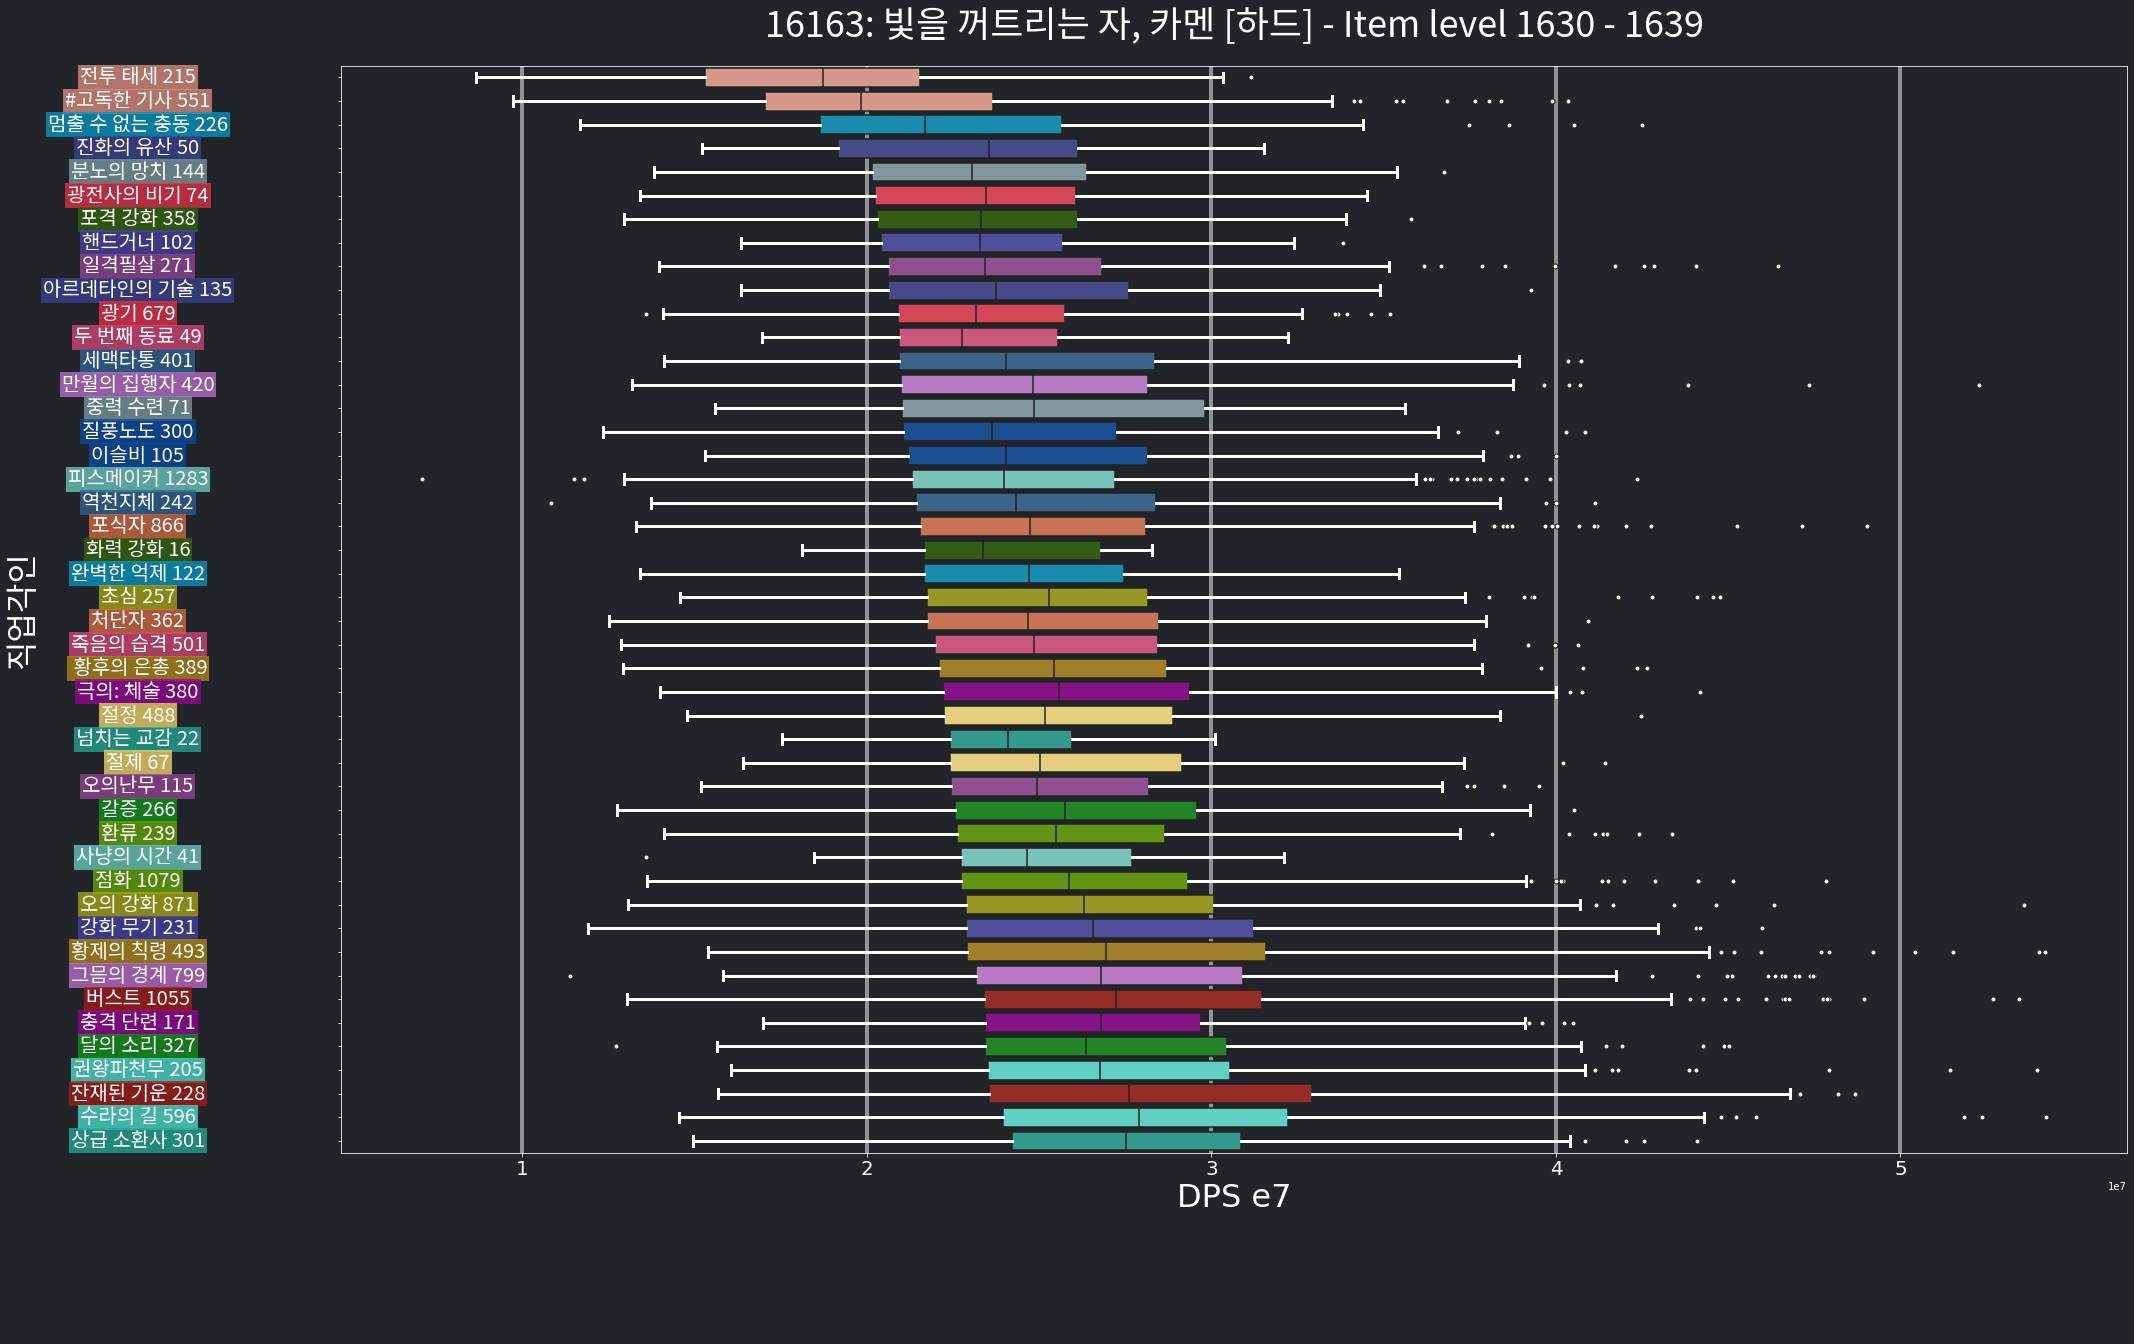 16163: 빛을 꺼트리는 자, 카멘 [하드] - Item level 1630 - 1639
전투 태세 215
#고독한 기사 551
멈출 수 없는 충동 226
진화의 유산 50
분노의 망치 144
광전사의 비기 74
포격 강화 358
핸드거너 102
일격필살 271
아르데타인의 기술 135
광기 679
두 번째 동료 49
세맥타통 401
만월의 집행자 420
중력 수련 71
질풍노도 300
이슬비 105
피스메이커 1283
역천지체 242
포식자 866
화력 강화 16
완벽한 억제 122
초심 257
처단자 362
죽음의 습격 501
황후의 은총 389
극의: 체술 380
절정 488
넘치는 교감 22
절제 67
오의난무 115
갈증 266
환류 239
사냥의 시간 41
점화 1079
오의 강화 871
강화 무기 231
황제의 칙령 493
그믐의 경계 799
버스트 1055
충격 단련 171
달의 소리 327
권왕파천무 205
잔재된 기운 228
수라의 길 596
상급 소환사 301
직업각인
1 2 3 4 5
DPS e7
1e7